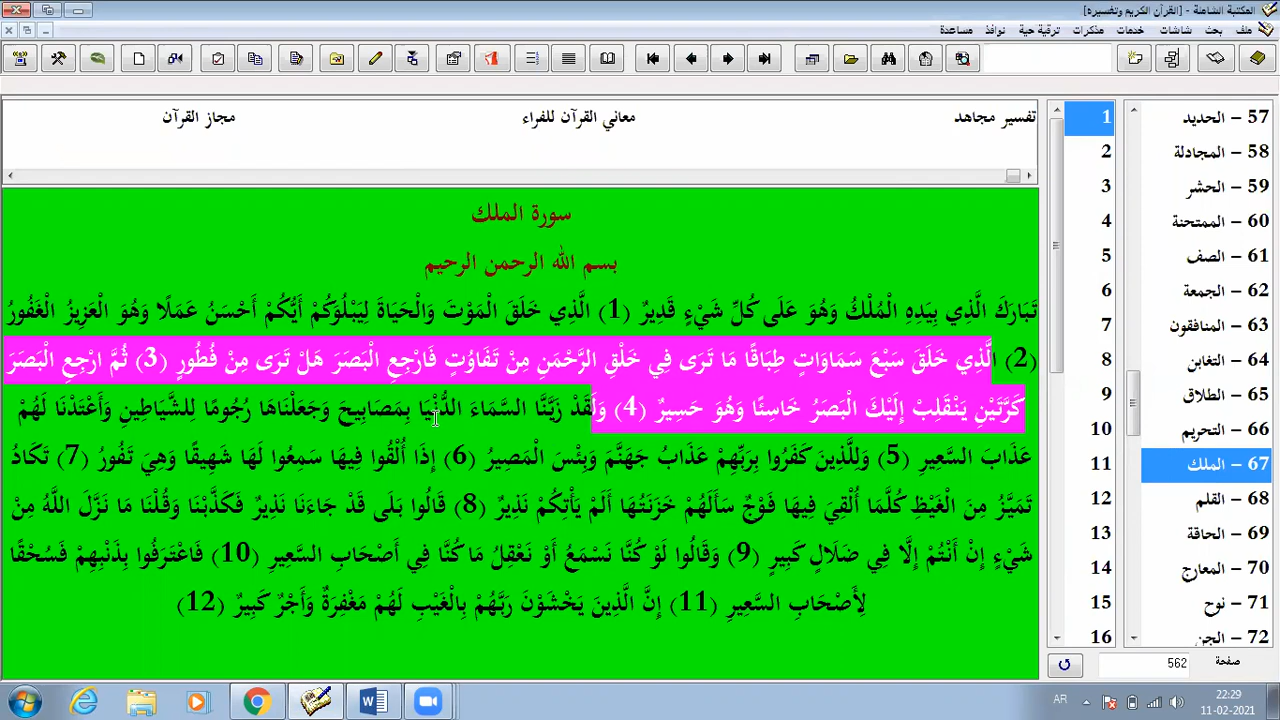 المكتبة الشاملة - [القرآن الكريم وتفسيره]
ملف بحث شاشات خدمات مذكرات ترقية حية نوافذ مساعدة
تفسير مجاهد معاني القرآن للفراء مجاز القرآن
سورة الملك
بسم الله الرحمن الرحيم
تَبَارَكَ الَّذِي بِيَدِهِ الْمُلْكُ وَهُوَ عَلَى كُلِّ شَيْءٍ قَدِيرٌ (1) الَّذِي خَلَقَ الْمَوْتَ وَالْحَيَاةَ لِيَبْلُوَكُمْ أَيُّكُمْ أَحْسَنُ عَمَلًا وَهُوَ الْعَزِيزُ الْغَفُورُ
(2) الَّذِي خَلَقَ سَبْعَ سَمَاوَاتٍ طِبَاقًا مَا تَرَى فِي خَلْقِ الرَّحْمَنِ مِنْ تَفَاوُتٍ فَارْجِعِ الْبَصَرَ هَلْ تَرَى مِنْ فُطُورٍ (3) ثُمَّ ارْجِعِ الْبَصَرَ
كَرَّتَيْنِ يَنْقَلِبْ إِلَيْكَ الْبَصَرُ خَاسِئًا وَهُوَ حَسِيرٌ (4) وَلَقَدْ زَيَّنَّا السَّمَاءَ الدُّنْيَا بِمَصَابِيحَ وَجَعَلْنَاهَا رُجُومًا لِلشَّيَاطِينِ وَأَعْتَدْنَا لَهُمْ
عَذَابَ السَّعِيرِ (5) وَلِلَّذِينَ كَفَرُوا بِرَبِّهِمْ عَذَابُ جَهَنَّمَ وَبِئْسَ الْمَصِيرُ (6) إِذَا أُلْقُوا فِيهَا سَمِعُوا لَهَا شَهِيقًا وَهِيَ تَفُورُ (7) تَكَادُ
تَمَيَّزُ مِنَ الْغَيْظِ كُلَّمَا أُلْقِيَ فِيهَا فَوْجٌ سَأَلَهُمْ خَزَنَتُهَا أَلَمْ يَأْتِكُمْ نَذِيرٌ (8) قَالُوا بَلَى قَدْ جَاءَنَا نَذِيرٌ فَكَذَّبْنَا وَقُلْنَا مَا نَزَّلَ اللَّهُ مِنْ
شَيْءٍ إِنْ أَنْتُمْ إِلَّا فِي ضَلَالٍ كَبِيرٍ (9) وَقَالُوا لَوْ كُنَّا نَسْمَعُ أَوْ نَعْقِلُ مَا كُنَّا فِي أَصْحَابِ السَّعِيرِ (10) فَاعْتَرَفُوا بِذَنْبِهِمْ فَسُحْقًا
لِأَصْحَابِ السَّعِيرِ (11) إِنَّ الَّذِينَ يَخْشَوْنَ رَبَّهُمْ بِالْغَيْبِ لَهُمْ مَغْفِرَةٌ وَأَجْرٌ كَبِيرٌ (12)
57 – الحديد
58 – المجادلة
59 – الحشر
60 – الممتحنة
61 – الصف
62 – الجمعة
63 – المنافقون
64 – التغابن
65 – الطلاق
66 – التحريم
67 – الملك
68 – القلم
69 – الحاقة
70 – المعارج
71 – نوح
72 – الجن
1
2
3
4
5
6
7
8
9
10
11
12
13
14
15
16
صفحة 562
AR
22:29
11-02-2021